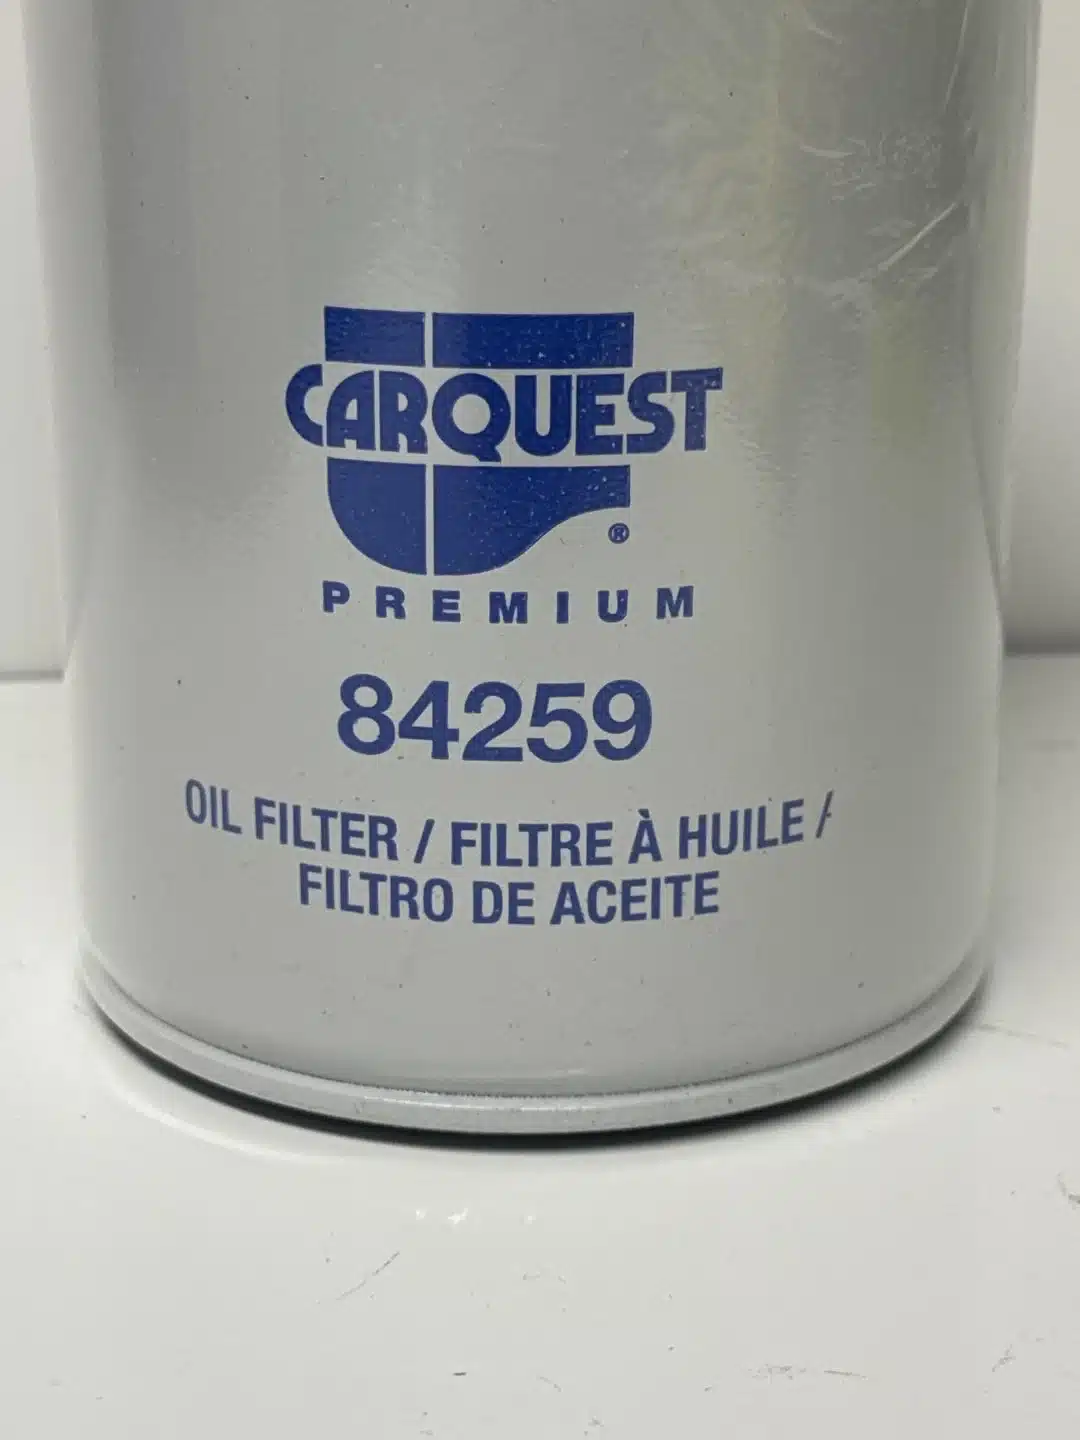 CARQUEST
®
PREMIUM
84259
OIL FILTER / FILTRE À HUILE /
FILTRO DE ACEITE